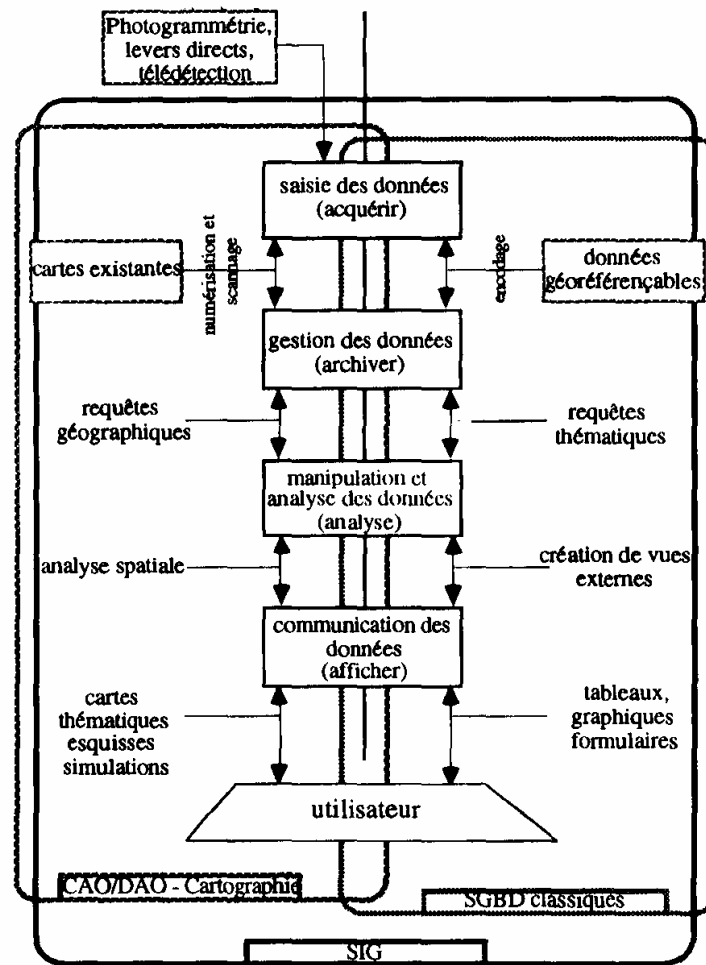 Photogrammétrie,
levers directs,
télédétection
saisie des données
(acquérir)
cartes existantes
numérisation et
scannage
encodage
données
géoréférençables
gestion des données
(archiver)
requêtes
géographiques
requêtes
thématiques
manipulation et
analyse des données
(analyse)
analyse spatiale
création de vues
externes
communication des
données
(afficher)
cartes
thématiques
esquisses
simulations
tableaux,
graphiques
formulaires
utilisateur
CAO/DAO - Cartographie
SGBD classiques
SIG